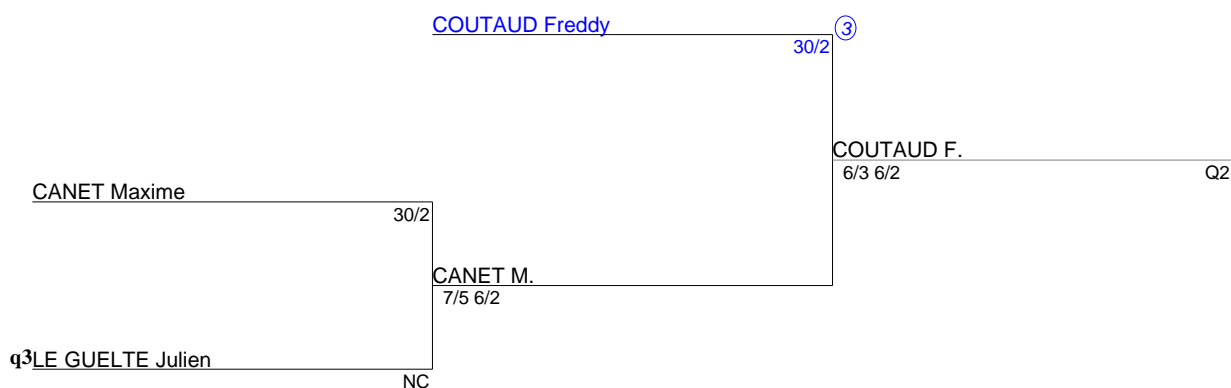 COUTAUD Freddy
3
30/2
COUTAUD F.
6/3 6/2
Q2
CANET Maxime
30/2
CANET M.
7/5 6/2
q3LE GUELTE Julien
NC